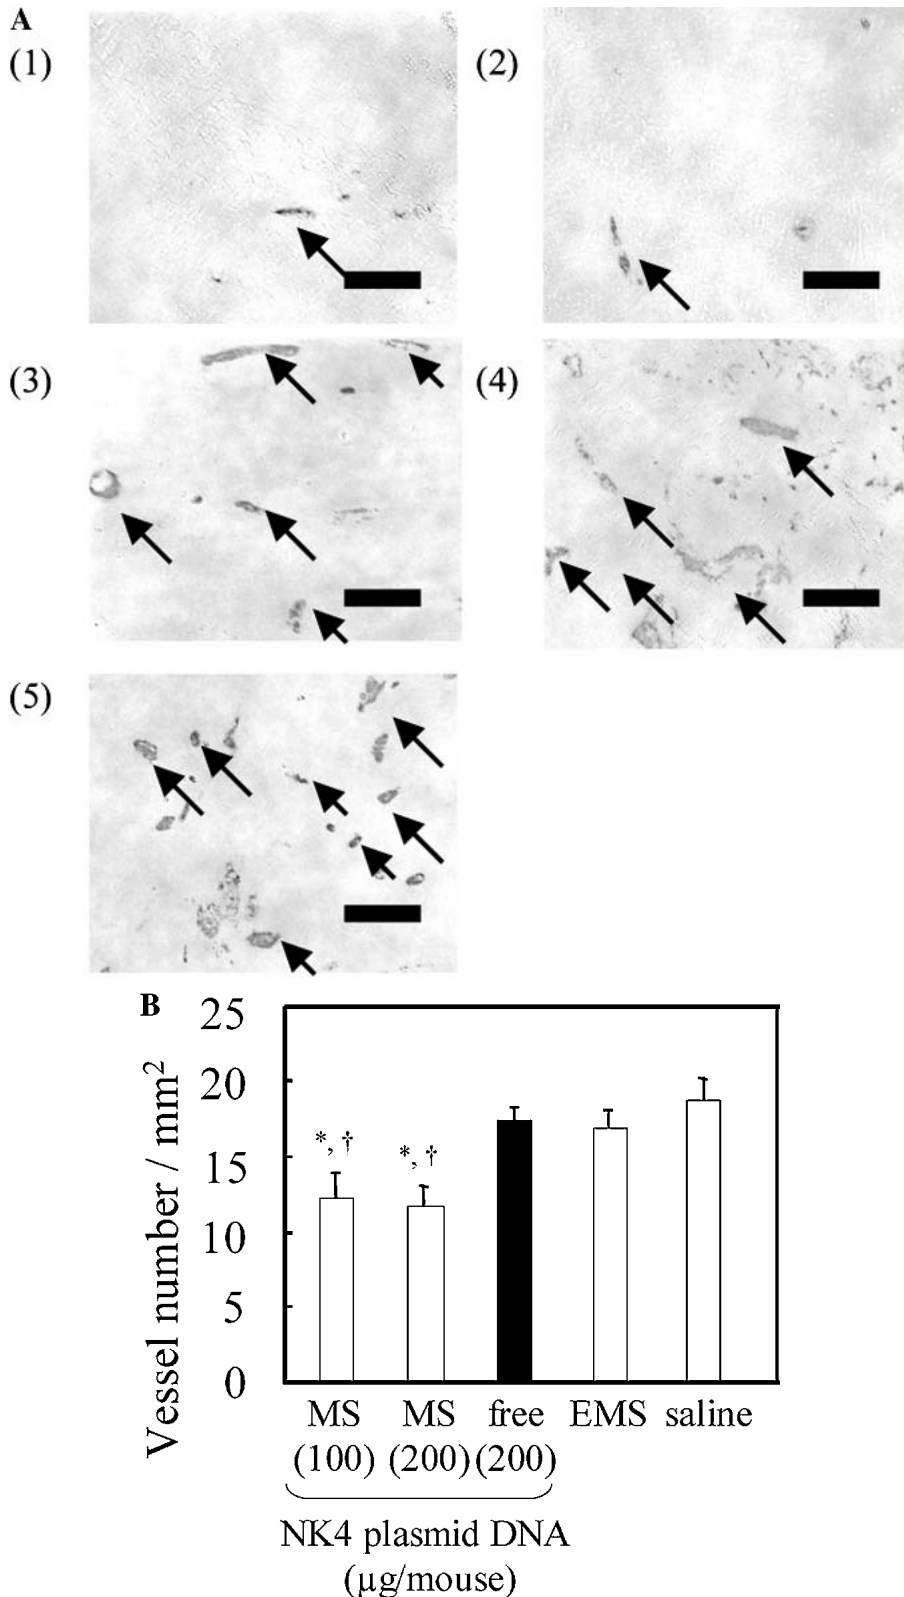 A
(1)
(2)
(3)
(4)
(5)
B
Vessel number / mm²
25
20
15
10
5
0
*, †
*, †
MS (100)
MS (200)
free (200)
EMS
saline
NK4 plasmid DNA
(µg/mouse)